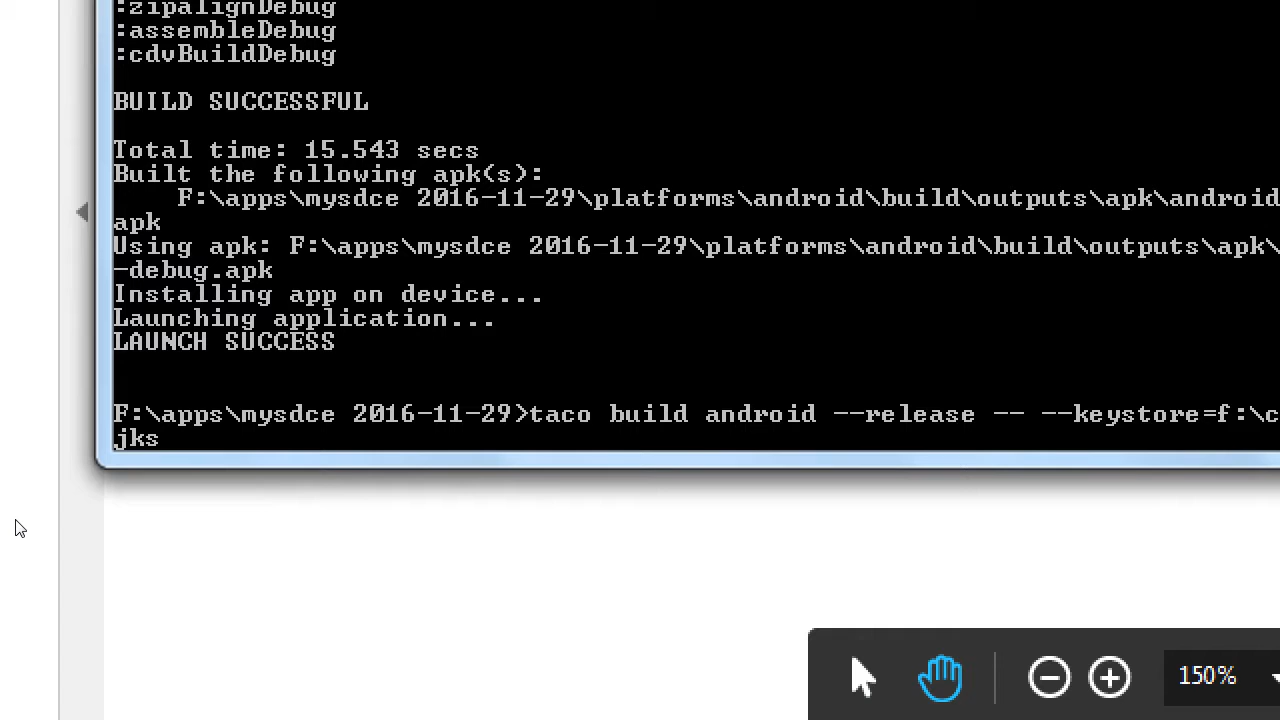 :zipalignDebug
:assembleDebug
:cdvBuildDebug
BUILD SUCCESSFUL
Total time: 15.543 secs
Built the following apk(s):
F:\apps\mysdce 2016-11-29\platforms\android\build\outputs\apk\android
apk
Using apk: F:\apps\mysdce 2016-11-29\platforms\android\build\outputs\apk\
-debug.apk
Installing app on device...
Launching application...
LAUNCH SUCCESS
F:\apps\mysdce 2016-11-29>taco build android --release -- --keystore=f:\c
jks
150%